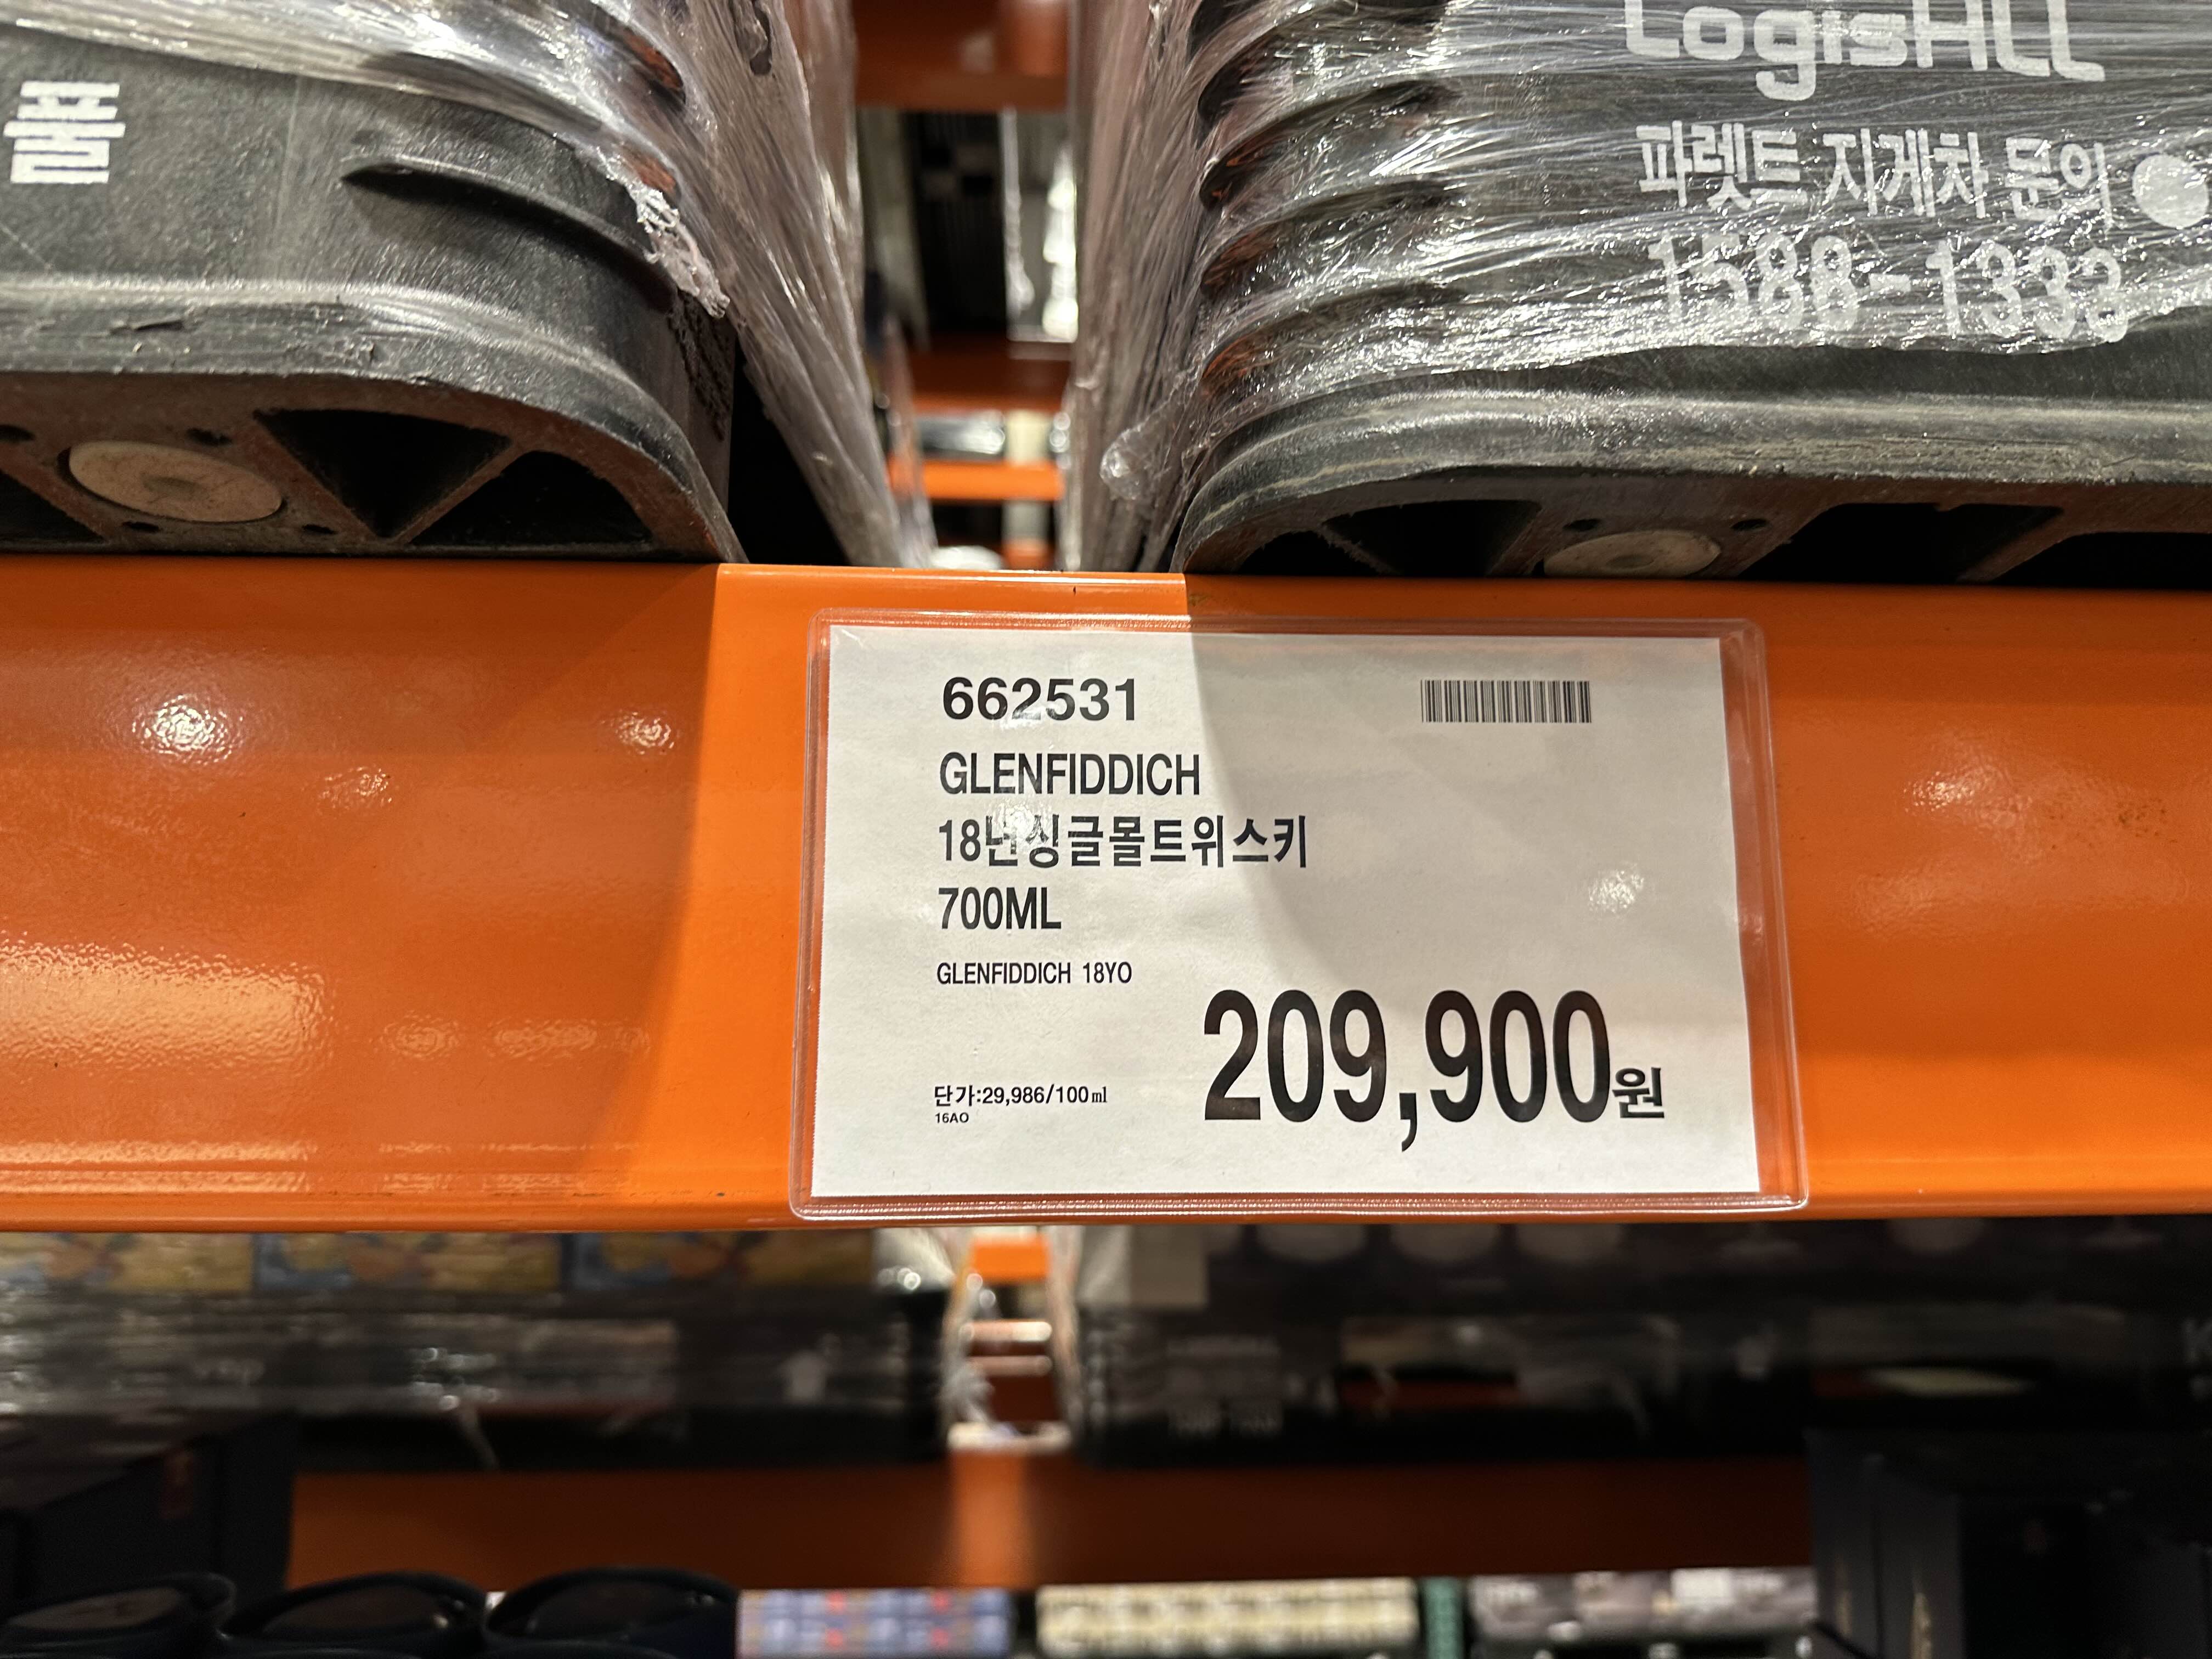 풀
LogisALL
파렛트 지게차 문의
1588-1333
662531
GLENFIDDICH
18년싱글몰트위스키
700ML
GLENFIDDICH 18YO
209,900원
단가:29,986/100㎖
16AO